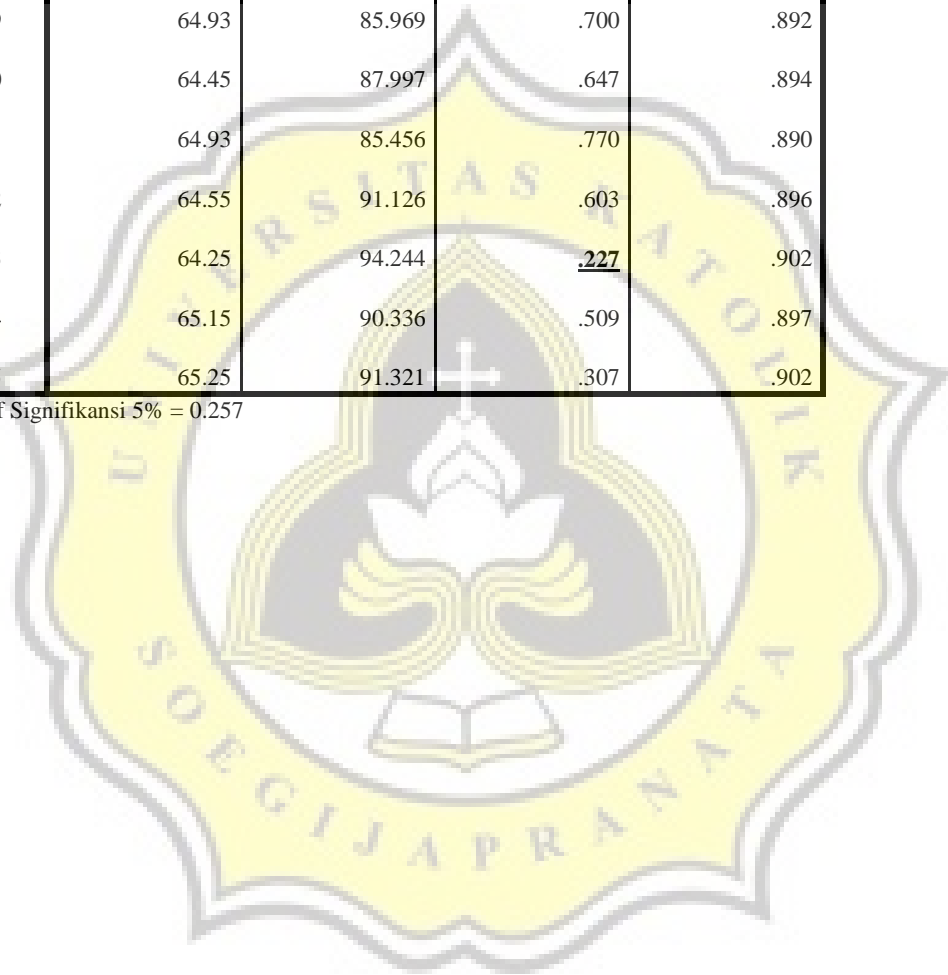 64.93 85.969 .700 .892
64.45 87.997 .647 .894
64.93 85.456 .770 .890
64.55 91.126 .603 .896
64.25 94.244 .227 .902
65.15 90.336 .509 .897
65.25 91.321 .307 .902
f Signifikansi 5% = 0.257
UNIVERSITAS KATOLIK
SOEGIJAPRANATA